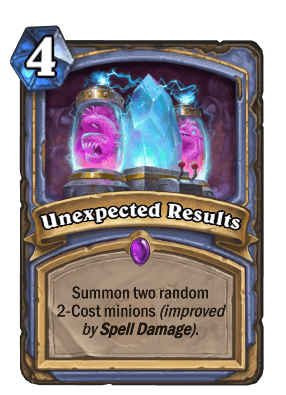 4
Unexpected Results
Summon two random
2-Cost minions (improved
by Spell Damage).